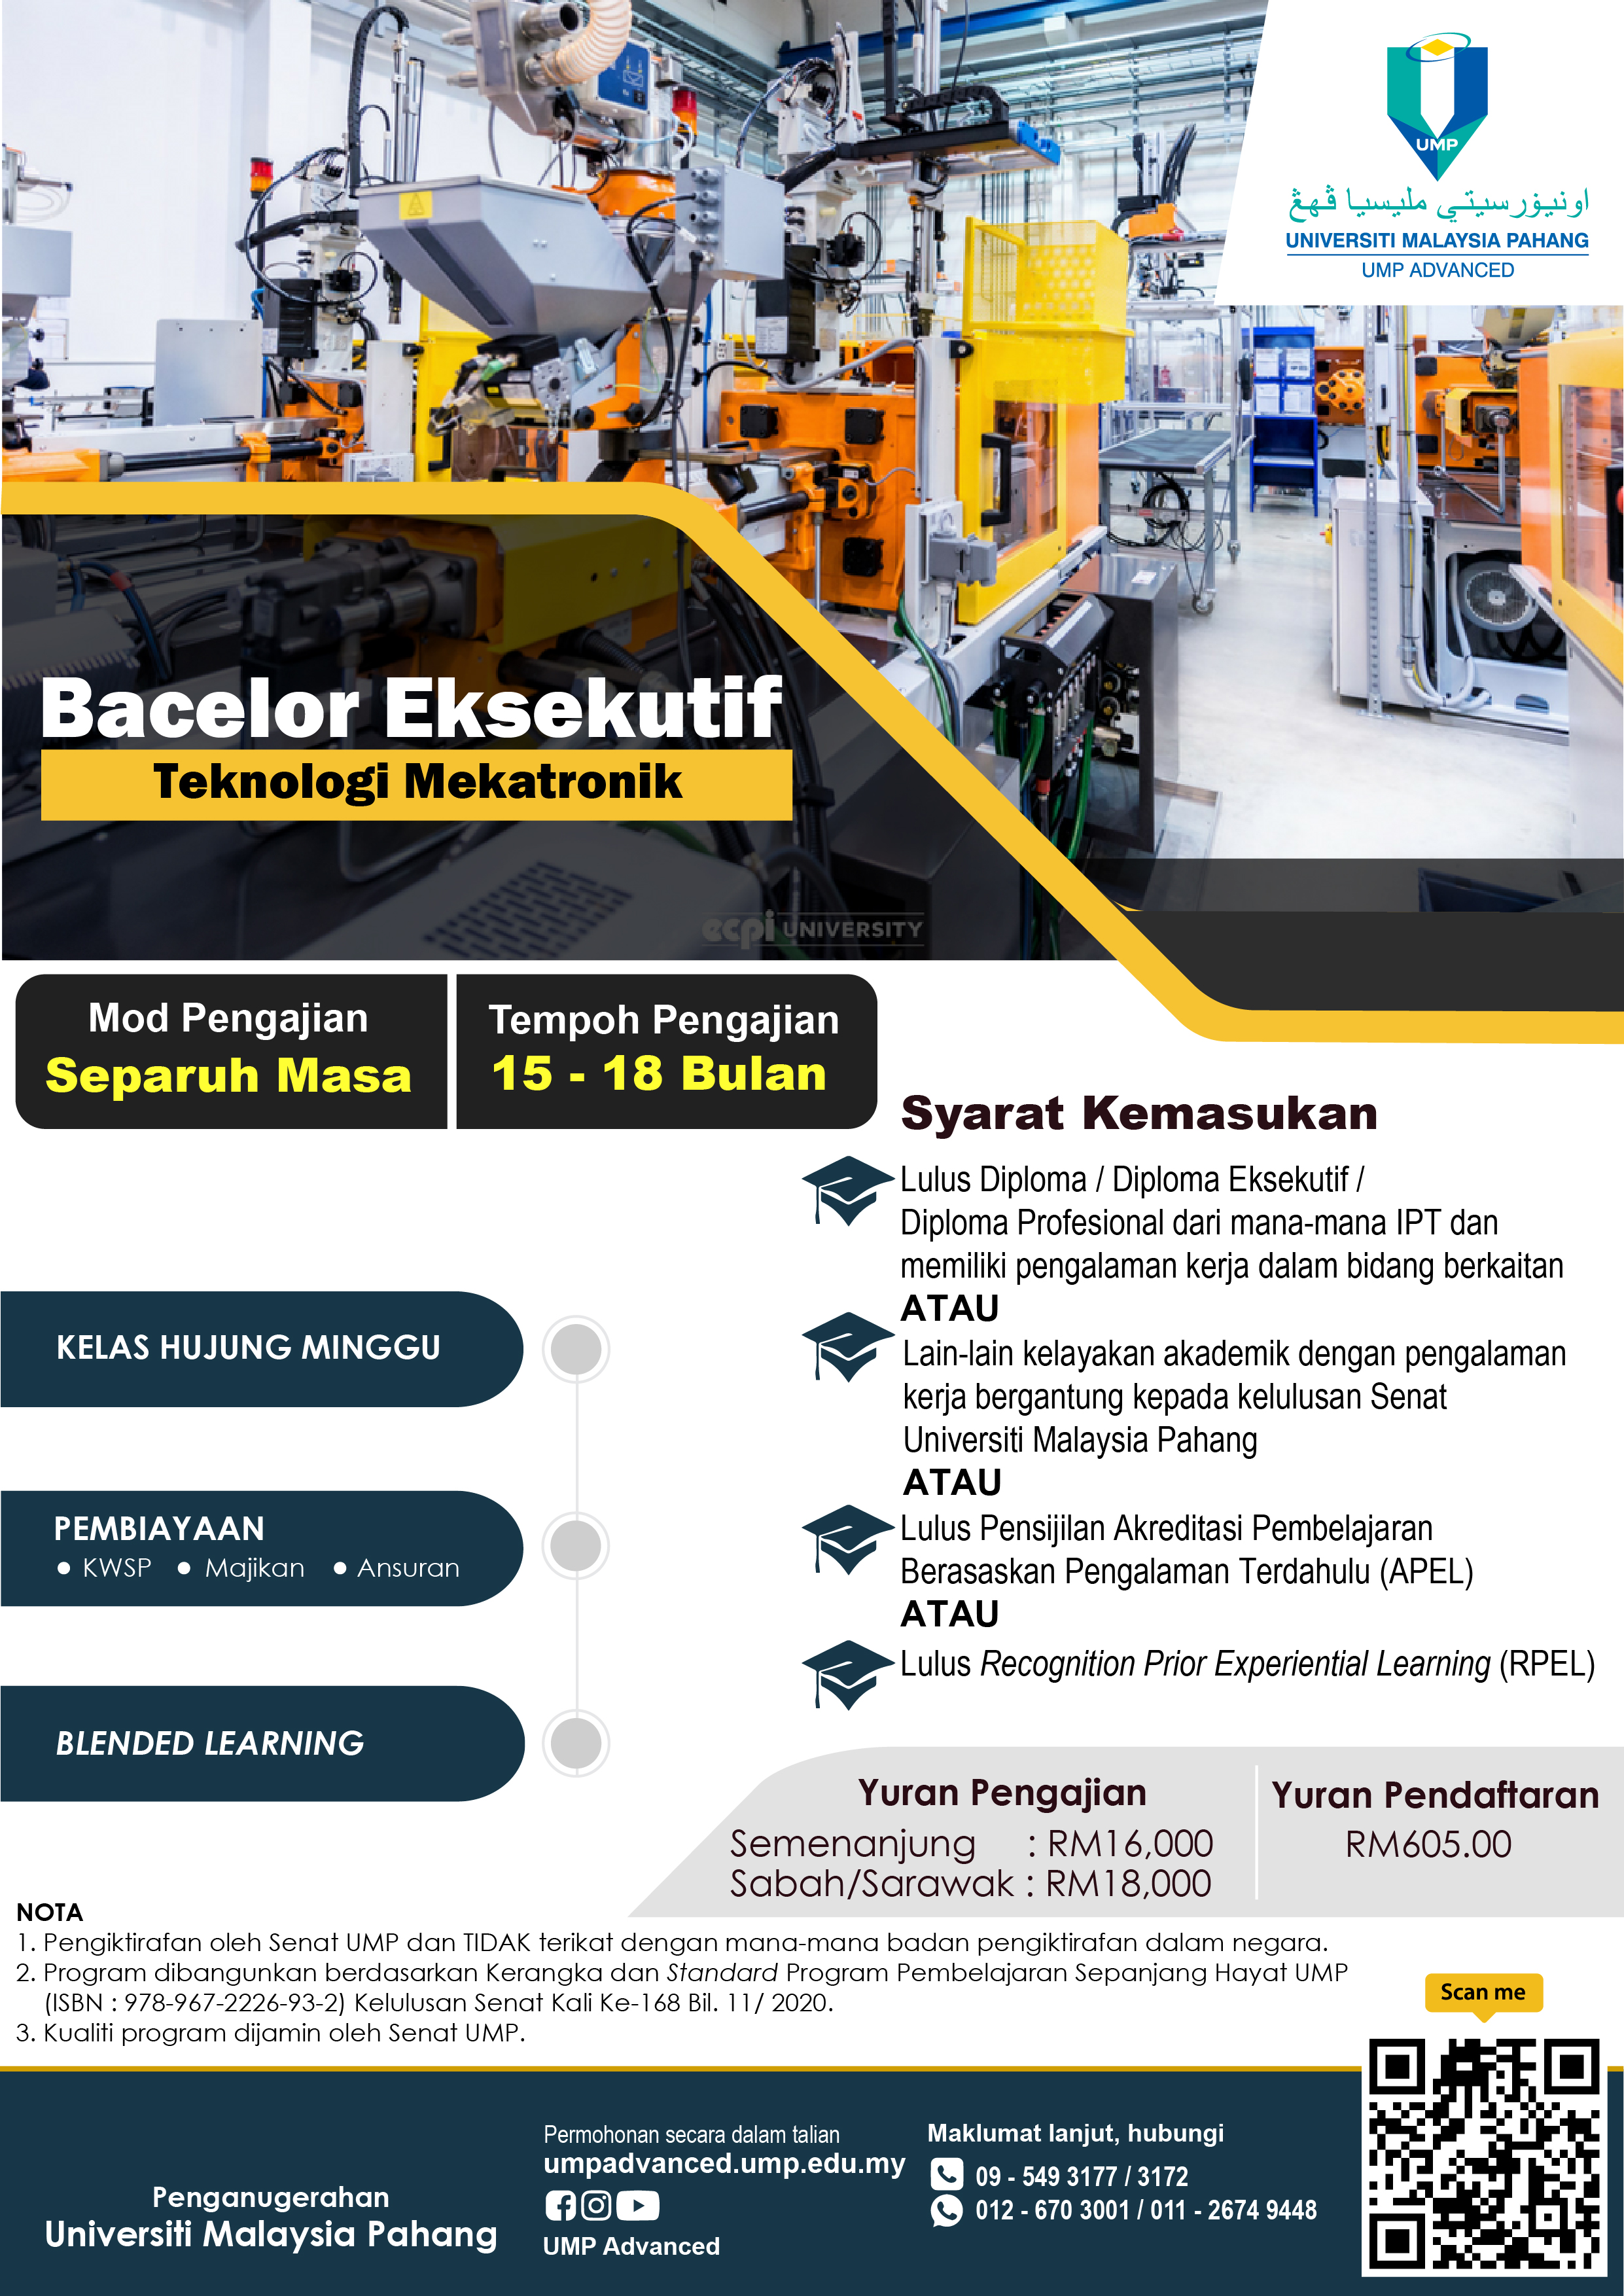 UMP
اونيۏرسيتي مليسيا ڤهڠ
UNIVERSITI MALAYSIA PAHANG
UMP ADVANCED
Bacelor Eksekutif
Teknologi Mekatronik
ecpi UNIVERSITY
Mod Pengajian
Separuh Masa
Tempoh Pengajian
15 - 18 Bulan
Syarat Kemasukan
Lulus Diploma / Diploma Eksekutif /
Diploma Profesional dari mana-mana IPT dan
memiliki pengalaman kerja dalam bidang berkaitan
ATAU
Lain-lain kelayakan akademik dengan pengalaman
kerja bergantung kepada kelulusan Senat
Universiti Malaysia Pahang
ATAU
Lulus Pensijilan Akreditasi Pembelajaran
Berasaskan Pengalaman Terdahulu (APEL)
ATAU
Lulus Recognition Prior Experiential Learning (RPEL)
KELAS HUJUNG MINGGU
PEMBIAYAAN
• KWSP • Majikan • Ansuran
BLENDED LEARNING
Yuran Pengajian
Semenanjung : RM16,000
Sabah/Sarawak : RM18,000
Yuran Pendaftaran
RM605.00
NOTA
1. Pengiktirafan oleh Senat UMP dan TIDAK terikat dengan mana-mana badan pengiktirafan dalam negara.
2. Program dibangunkan berdasarkan Kerangka dan Standard Program Pembelajaran Sepanjang Hayat UMP
(ISBN : 978-967-2226-93-2) Kelulusan Senat Kali Ke-168 Bil. 11/ 2020.
3. Kualiti program dijamin oleh Senat UMP.
Scan me
Penganugerahan
Universiti Malaysia Pahang
Permohonan secara dalam talian
umpadvanced.ump.edu.my
UMP Advanced
Maklumat lanjut, hubungi
09 - 549 3177 / 3172
012 - 670 3001 / 011 - 2674 9448